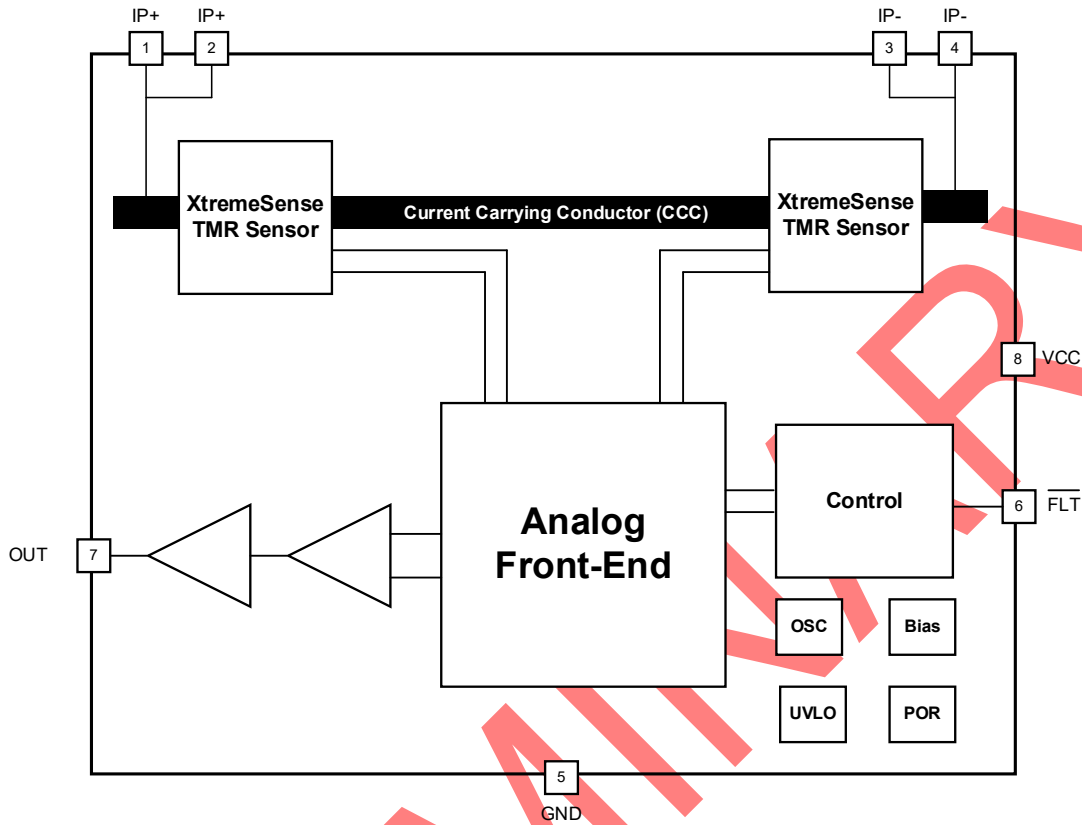 IP+ IP+ IP- IP-
1 2 3 4
XtremeSense
TMR Sensor
Current Carrying Conductor (CCC)
XtremeSense
TMR Sensor
8 VCC
Analog
Front-End
Control
6 FLT
OUT 7
OSC Bias
UVLO POR
5
GND